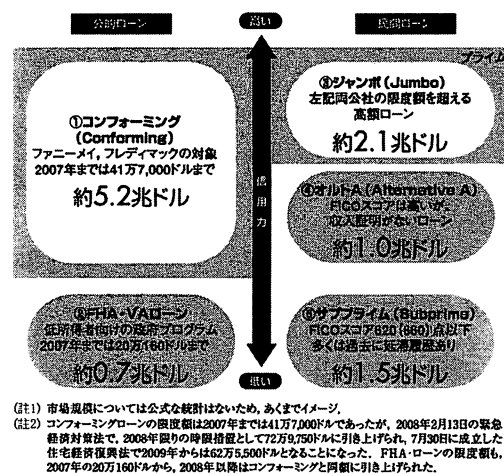 公的ローン
高い
民間ローン
プライム
①コンフォーミング
(Conforming)
ファニーメイ，フレディマックの対象
2007年までは41万7,000ドルまで
約5.2兆ドル
③ジャンボ(Jumbo)
左記両公社の限度額を超える
高額ローン
約2.1兆ドル
信用力
④オルトA(Alternative A)
FICOスコアは高いが，
収入証明がないローン
約1.0兆ドル
②FHA・VAローン
低所得者向けの政府プログラム
2007年までは20万160ドルまで
約0.7兆ドル
⑤サブプライム(Subprime)
FICOスコア620(660)点以下
多くは過去に延滞履歴あり
約1.5兆ドル
低い
(註1) 市場規模については公式な統計はないため，あくまでイメージ．
(註2) コンフォーミングローンの限度額は2007年までは41万7,000ドルであったが，2008年2月13日の緊急
経済対策法で，2008年限りの時限措置として72万9,750ドルに引き上げられ，7月30日に成立した
住宅経済復興法で2009年からは62万5,500ドルとなることになった．FHA・ローンの限度額も，
2007年の20万160ドルから，2008年以降はコンフォーミングと同額に引き上げられた．